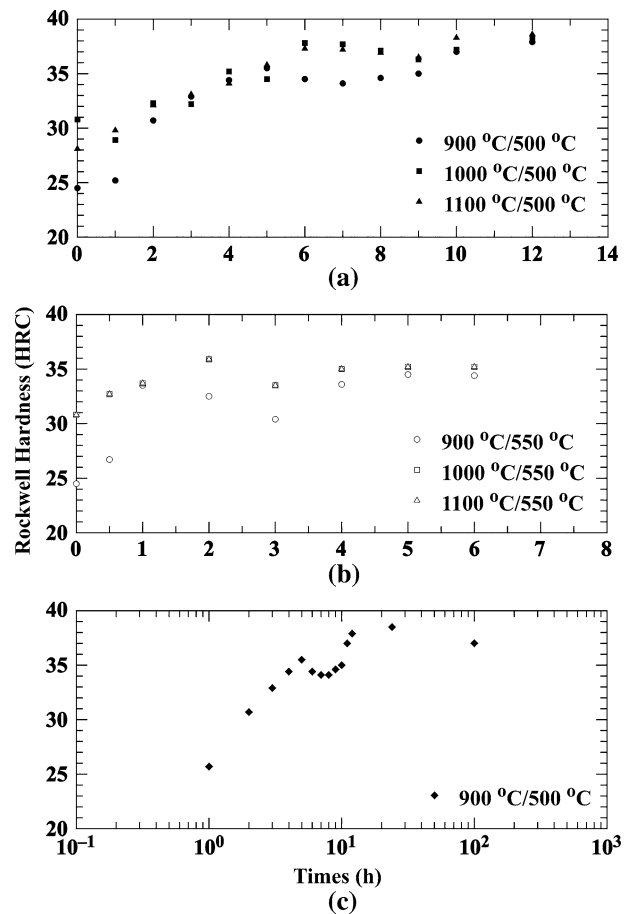 40
35
30
25
20
900 °C/500 °C
1000 °C/500 °C
1100 °C/500 °C
0 2 4 6 8 10 12 14
(a)
Rockwell Hardness (HRC)
40
35
30
25
20
900 °C/550 °C
1000 °C/550 °C
1100 °C/550 °C
0 1 2 3 4 5 6 7 8
(b)
40
35
30
25
20
900 °C/500 °C
10⁻¹ 10⁰ 10¹ 10² 10³
Times (h)
(c)